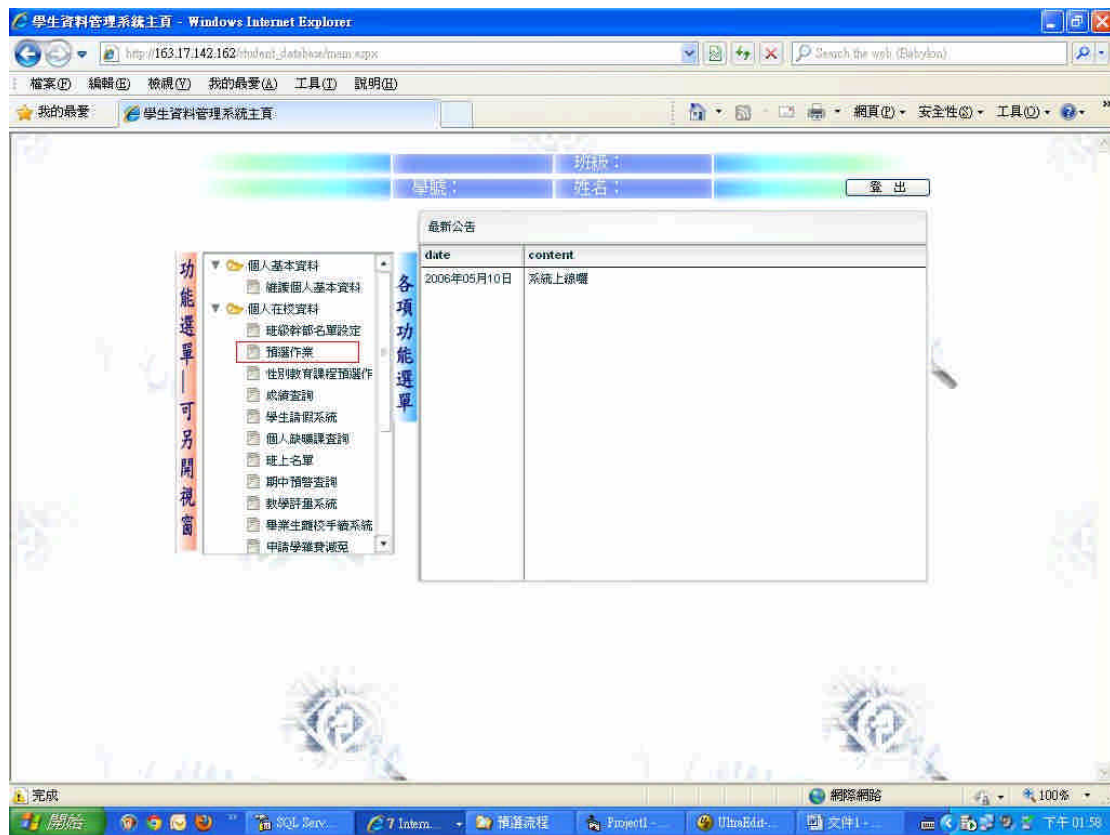 學生資料管理系統主頁 - Windows Internet Explorer
http://163.17.142.162/student_database/main.aspx
Search the web (Babylon)
檔案(F) 編輯(E) 檢視(V) 我的最愛(A) 工具(T) 說明(H)
我的最愛 學生資料管理系統主頁 網頁(P) 安全性(S) 工具(O)
班級：
學號： 姓名：
登 出
最新公告
date content
2006年05月10日 系統上線囉
功能選單—可另開視窗
個人基本資料
維護個人基本資料
個人在校資料
班級幹部名單設定
預選作業
性別教育課程預選作
成績查詢
學生請假系統
個人缺曠課查詢
班上名單
期中預警查詢
教學評量系統
畢業生離校手續系統
申請學雜費減免
各項功能選單
完成 網際網路 100%
開始 SQL Serv... 7 Intern... 預選流程 Project1 - ... UltraEdit-... 文件1 - ... 下午 01:58